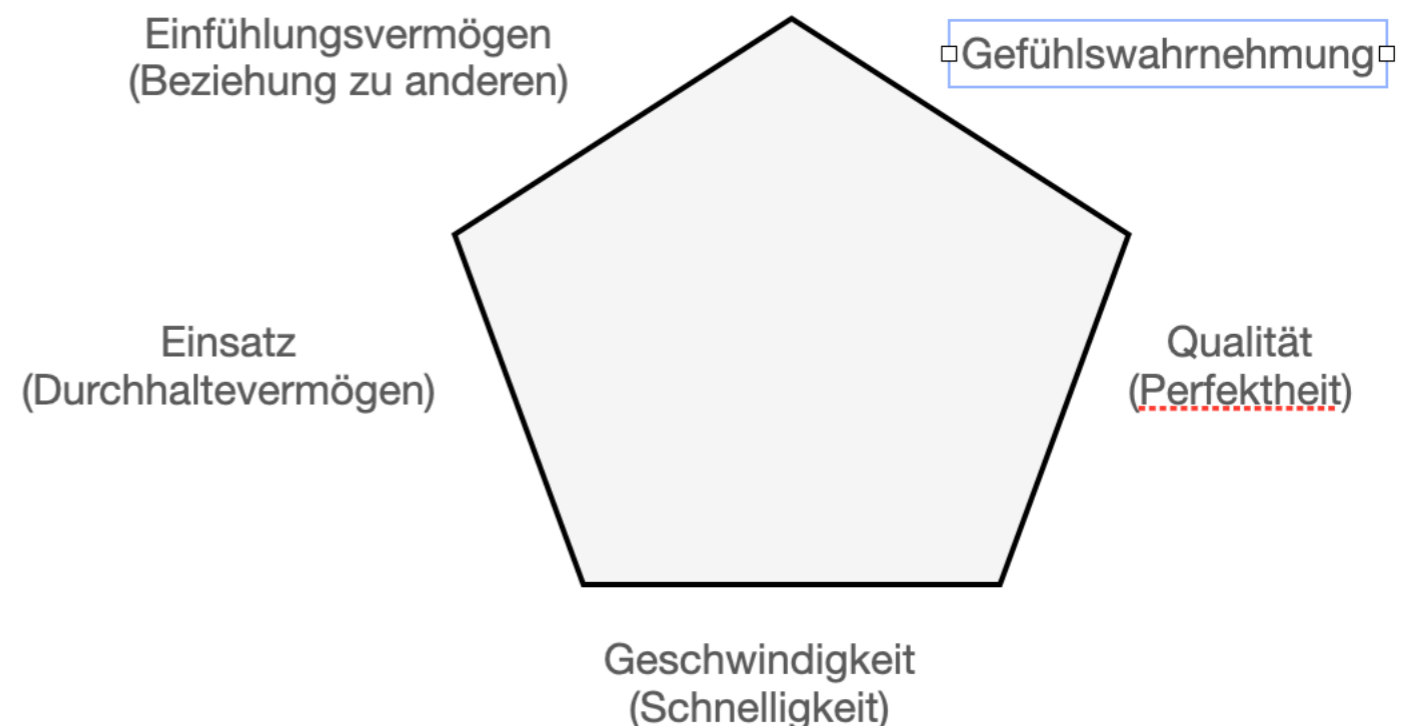 Einfühlungsvermögen
(Beziehung zu anderen)
Gefühlswahrnehmung
Einsatz
(Durchhaltevermögen)
Qualität
(Perfektheit)
Geschwindigkeit
(Schnelligkeit)